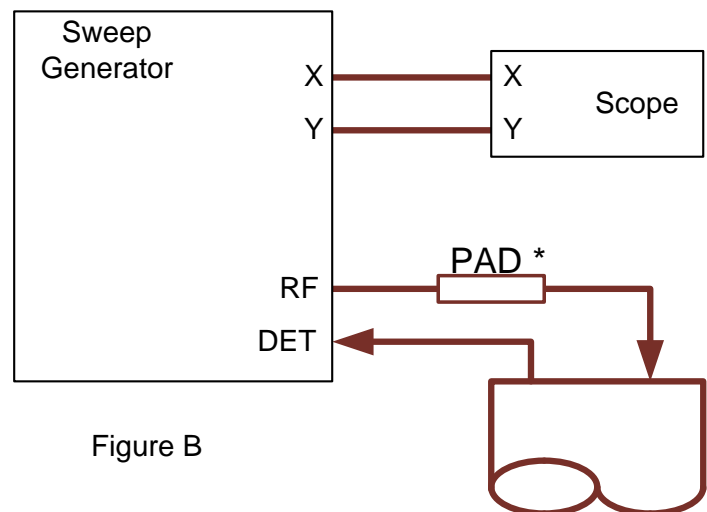 Sweep
Generator
X
X
Scope
Y
Y
PAD *
RF
DET
Figure B